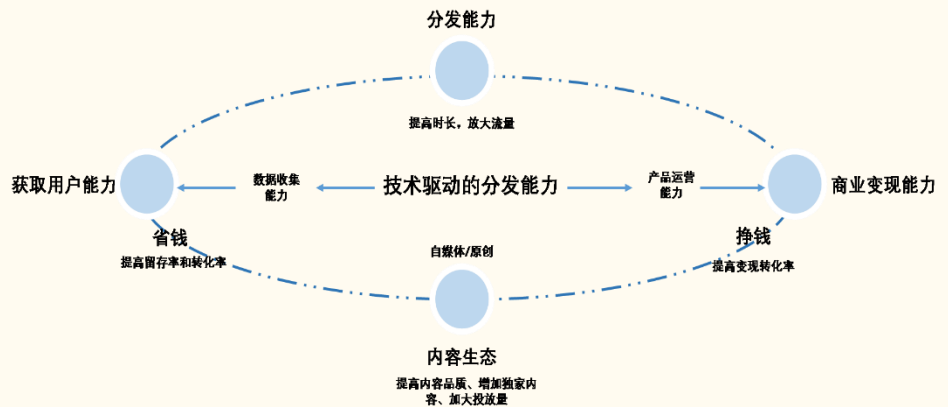 分发能力
提高时长，放大流量
获取用户能力
数据收集
能力
技术驱动的分发能力
产品运营
能力
商业变现能力
省钱
提高留存率和转化率
自媒体/原创
挣钱
提高变现转化率
内容生态
提高内容品质、增加独家内
容、加大投放量